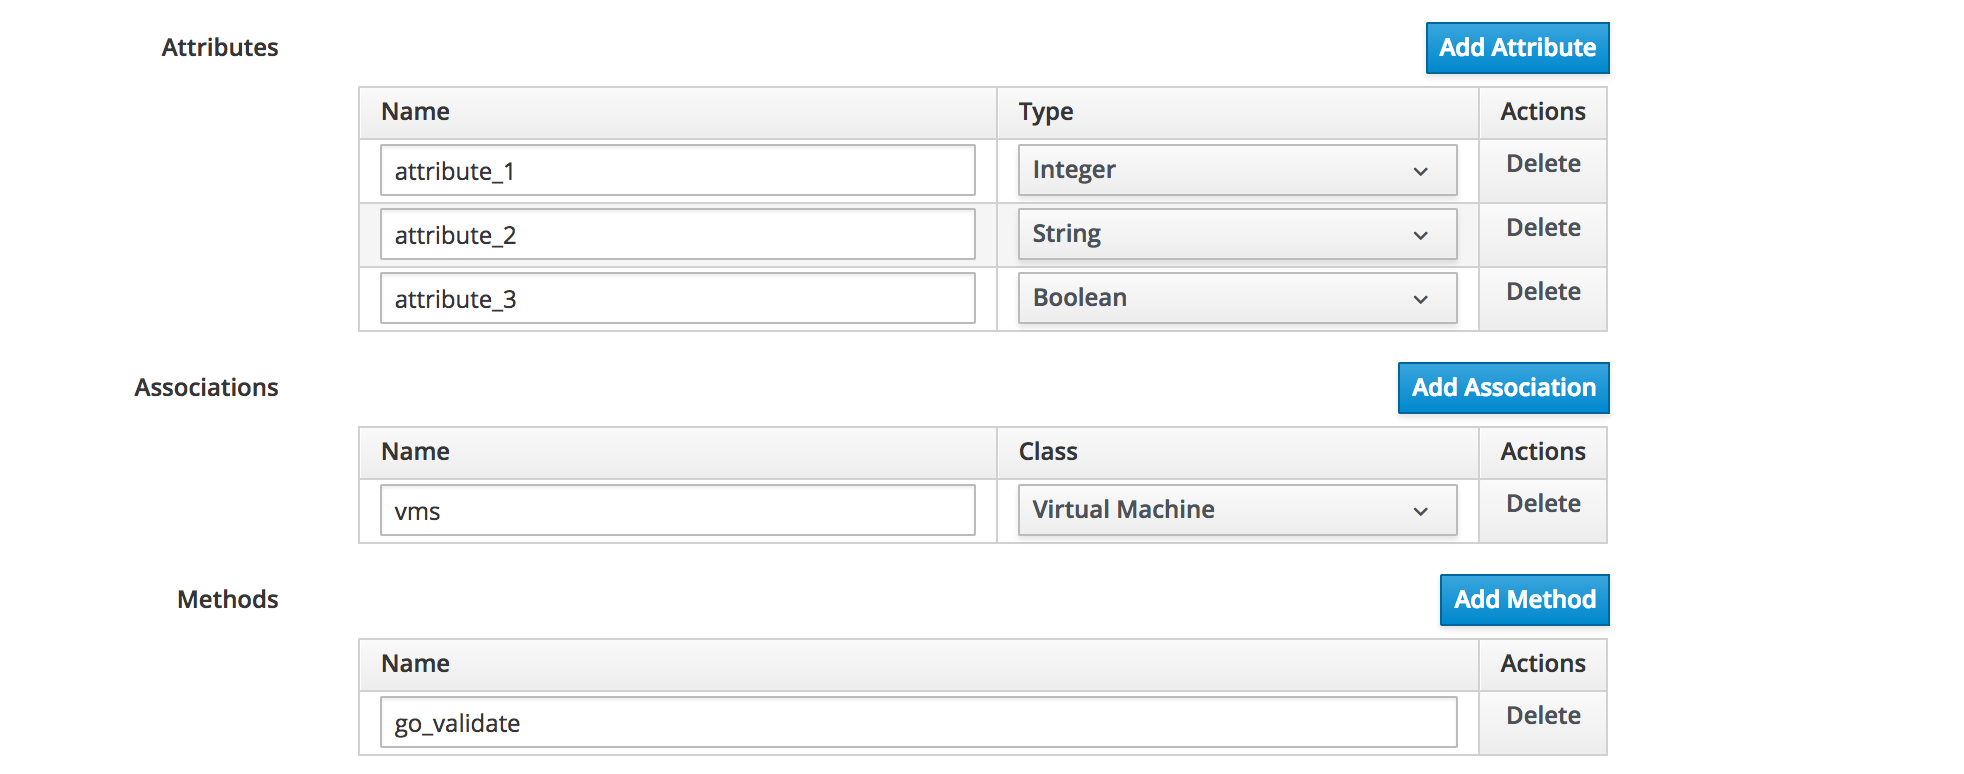 Attributes Add Attribute
Name Type Actions
attribute_1 Integer Delete
attribute_2 String Delete
attribute_3 Boolean Delete
Associations Add Association
Name Class Actions
vms Virtual Machine Delete
Methods Add Method
Name Actions
go_validate Delete